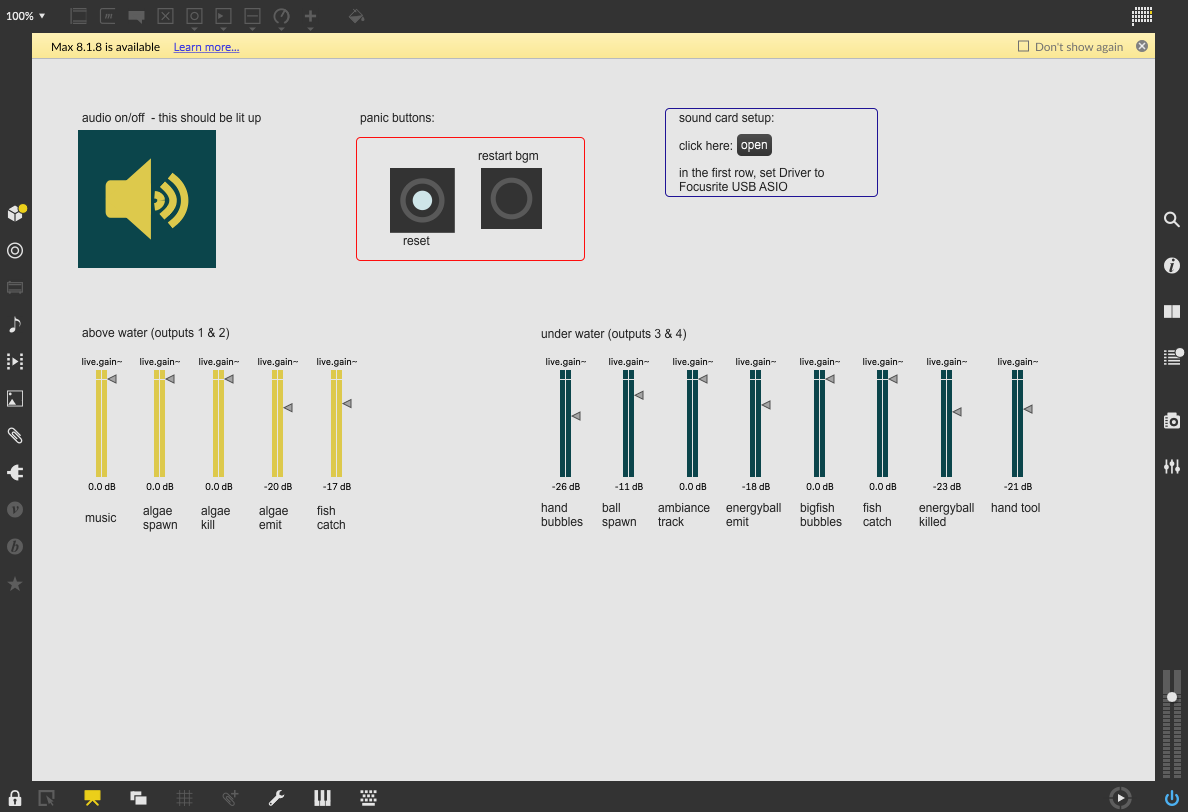 100%
Max 8.1.8 is available Learn more... Don't show again
audio on/off - this should be lit up
panic buttons:
restart bgm
reset
sound card setup:
click here: open
in the first row, set Driver to
Focusrite USB ASIO
above water (outputs 1 & 2)
live.gain~ live.gain~ live.gain~ live.gain~ live.gain~
0.0 dB 0.0 dB 0.0 dB -20 dB -17 dB
music algae algae algae fish
spawn kill emit catch
under water (outputs 3 & 4)
live.gain~ live.gain~ live.gain~ live.gain~ live.gain~ live.gain~ live.gain~ live.gain~
-26 dB -11 dB 0.0 dB -18 dB 0.0 dB 0.0 dB -23 dB -21 dB
hand ball ambiance energyball bigfish fish energyball hand tool
bubbles spawn track emit bubbles catch killed